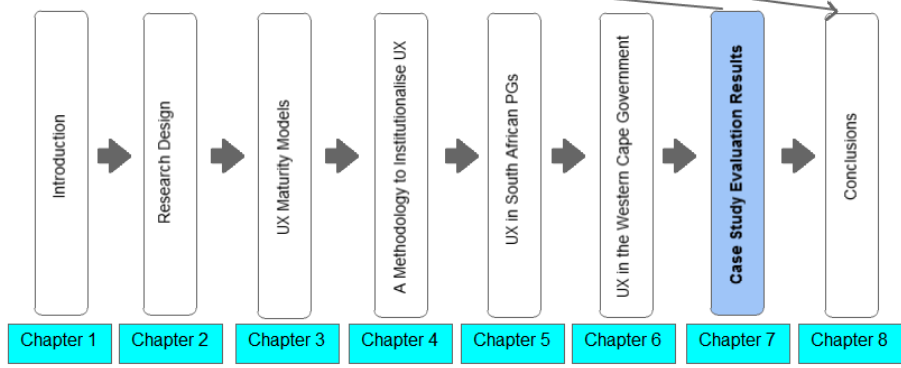 Introduction
Research Design
UX Maturity Models
A Methodology to Institutionalise UX
UX in South African PGs
UX in the Western Cape Government
Case Study Evaluation Results
Conclusions
Chapter 1
Chapter 2
Chapter 3
Chapter 4
Chapter 5
Chapter 6
Chapter 7
Chapter 8